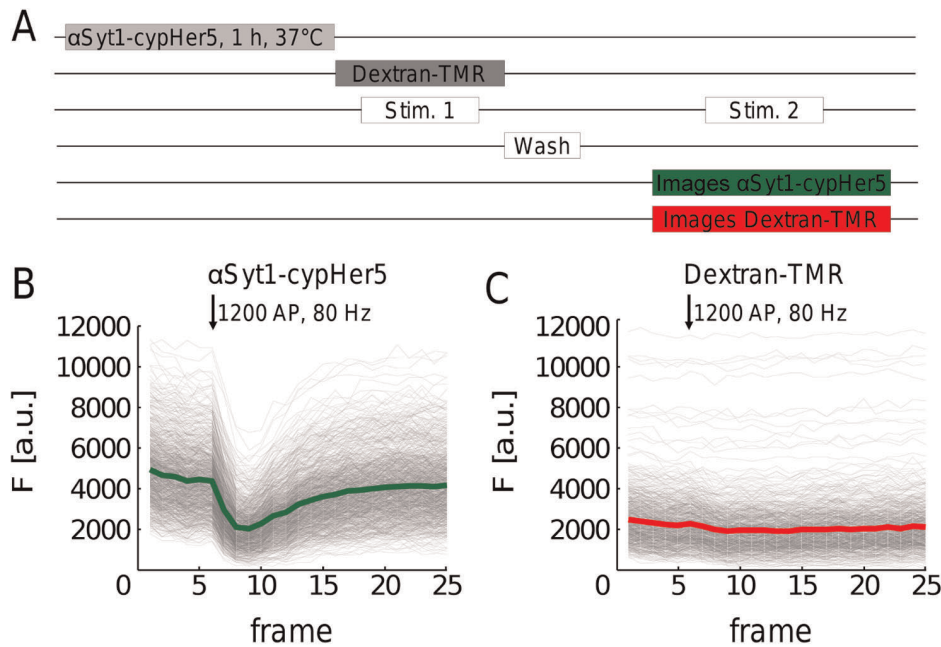 A
αSyt1-cypHer5, 1 h, 37°C
Dextran-TMR
Stim. 1 Stim. 2
Wash
Images αSyt1-cypHer5
Images Dextran-TMR
B αSyt1-cypHer5
1200 AP, 80 Hz
12000
10000
8000
6000
4000
2000
0 5 10 15 20 25
F [a.u.]
frame
C Dextran-TMR
1200 AP, 80 Hz
12000
10000
8000
6000
4000
2000
0 5 10 15 20 25
F [a.u.]
frame